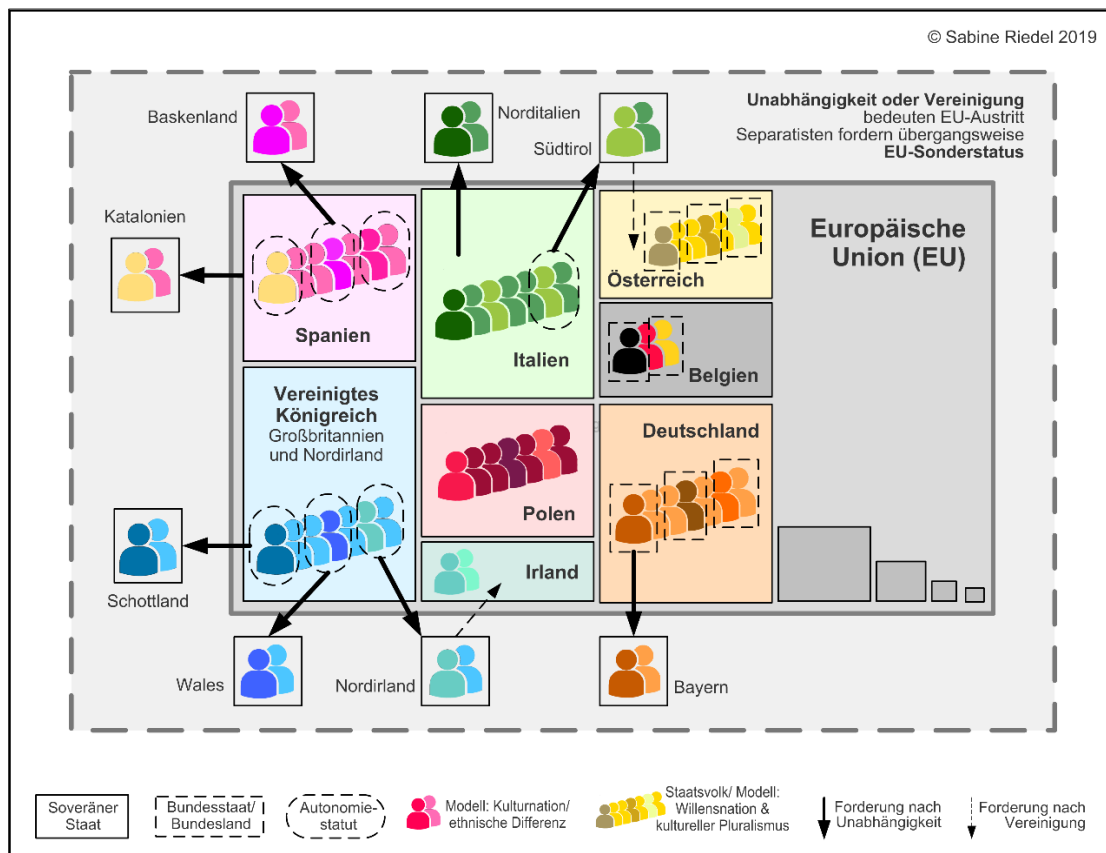 © Sabine Riedel 2019
Unabhängigkeit oder Vereinigung
bedeuten EU-Austritt
Separatisten fordern übergangsweise
EU-Sonderstatus
Baskenland
Norditalien
Südtirol
Katalonien
Europäische
Union (EU)
Spanien
Italien
Österreich
Belgien
Vereinigtes
Königreich
Großbritannien
und Nordirland
Polen
Deutschland
Irland
Schottland
Wales
Nordirland
Bayern
Soveräner
Staat
Bundesstaat/
Bundesland
Autonomie-
statut
Modell: Kulturnation/
ethnische Differenz
Staatsvolk/ Modell:
Willensnation &
kultureller Pluralismus
Forderung nach
Unabhängigkeit
Forderung nach
Vereinigung